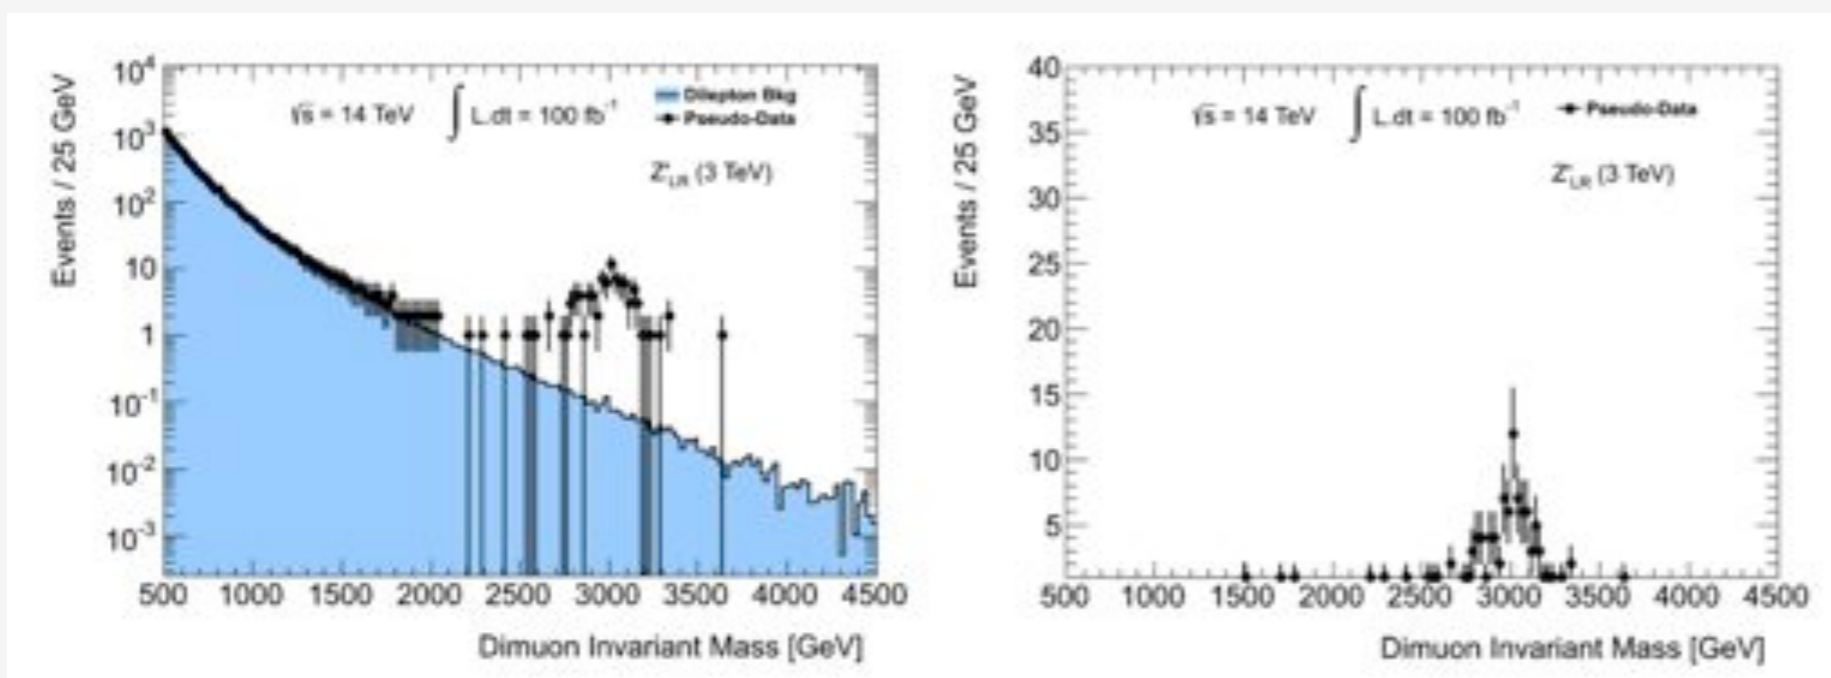 10⁴
10³
10²
10
1
10⁻¹
10⁻²
10⁻³
Events / 25 GeV
√s = 14 TeV ∫ L.dt = 100 fb⁻¹
Dilepton Bkg
Pseudo-Data
Z'LR (3 TeV)
500 1000 1500 2000 2500 3000 3500 4000 4500
Dimuon Invariant Mass [GeV]
40
35
30
25
20
15
10
5
Events / 25 GeV
√s = 14 TeV ∫ L.dt = 100 fb⁻¹
Pseudo-Data
Z'LR (3 TeV)
500 1000 1500 2000 2500 3000 3500 4000 4500
Dimuon Invariant Mass [GeV]